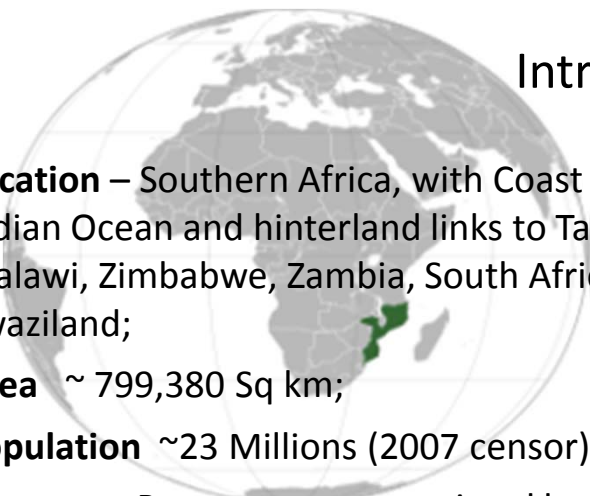 Intr
cation – Southern Africa, with Coast
dian Ocean and hinterland links to Ta
alawi, Zimbabwe, Zambia, South Afri
vaziland;
ea ~ 799,380 Sq km;
opulation ~23 Millions (2007 censor)